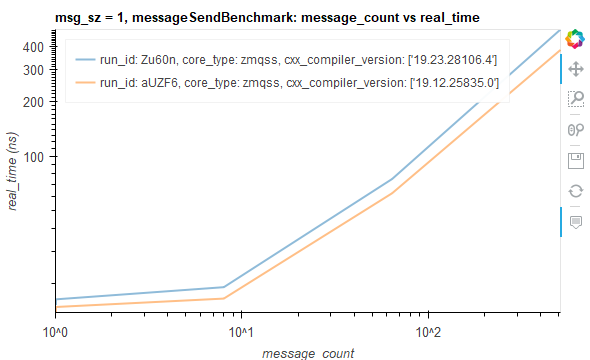 msg_sz = 1, messageSendBenchmark: message_count vs real_time
run_id: Zu60n, core_type: zmqss, cxx_compiler_version: ['19.23.28106.4']
run_id: aUZF6, core_type: zmqss, cxx_compiler_version: ['19.12.25835.0']
400
300
200
100
real_time (ns)
10^0
10^1
10^2
message_count